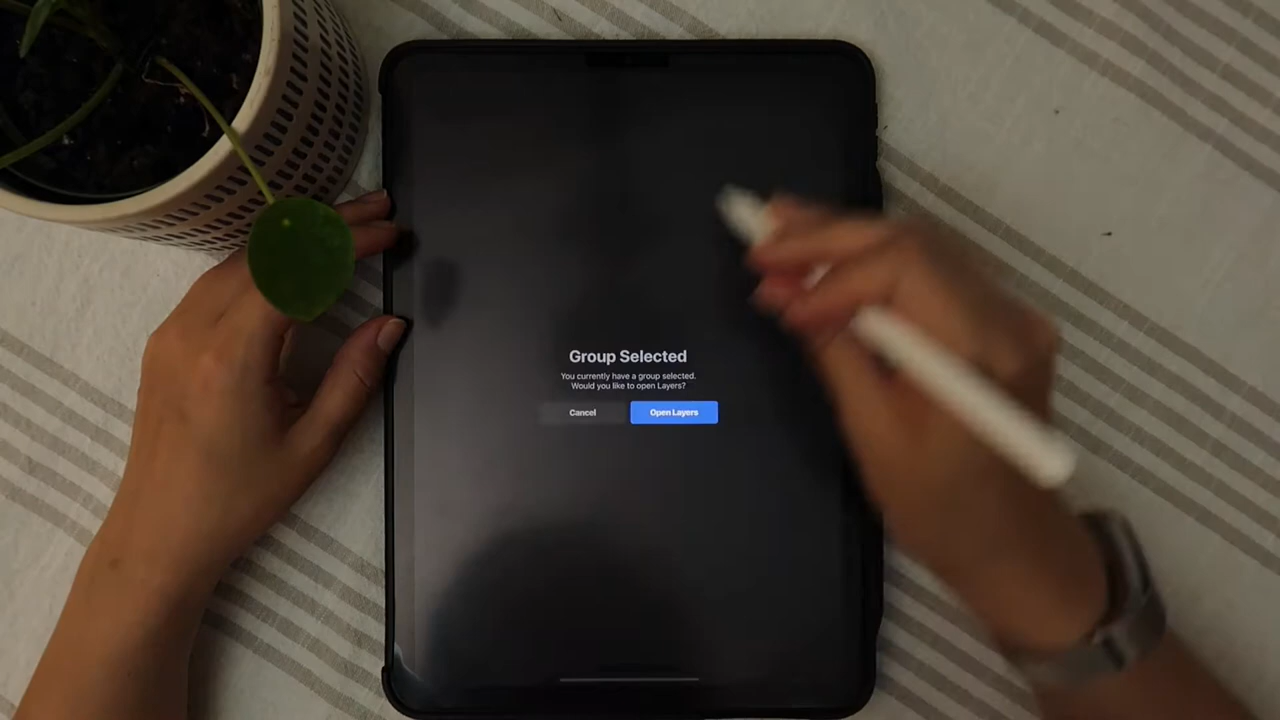 Group Selected
You currently have a group selected.
Would you like to open Layers?
Cancel
Open Layers